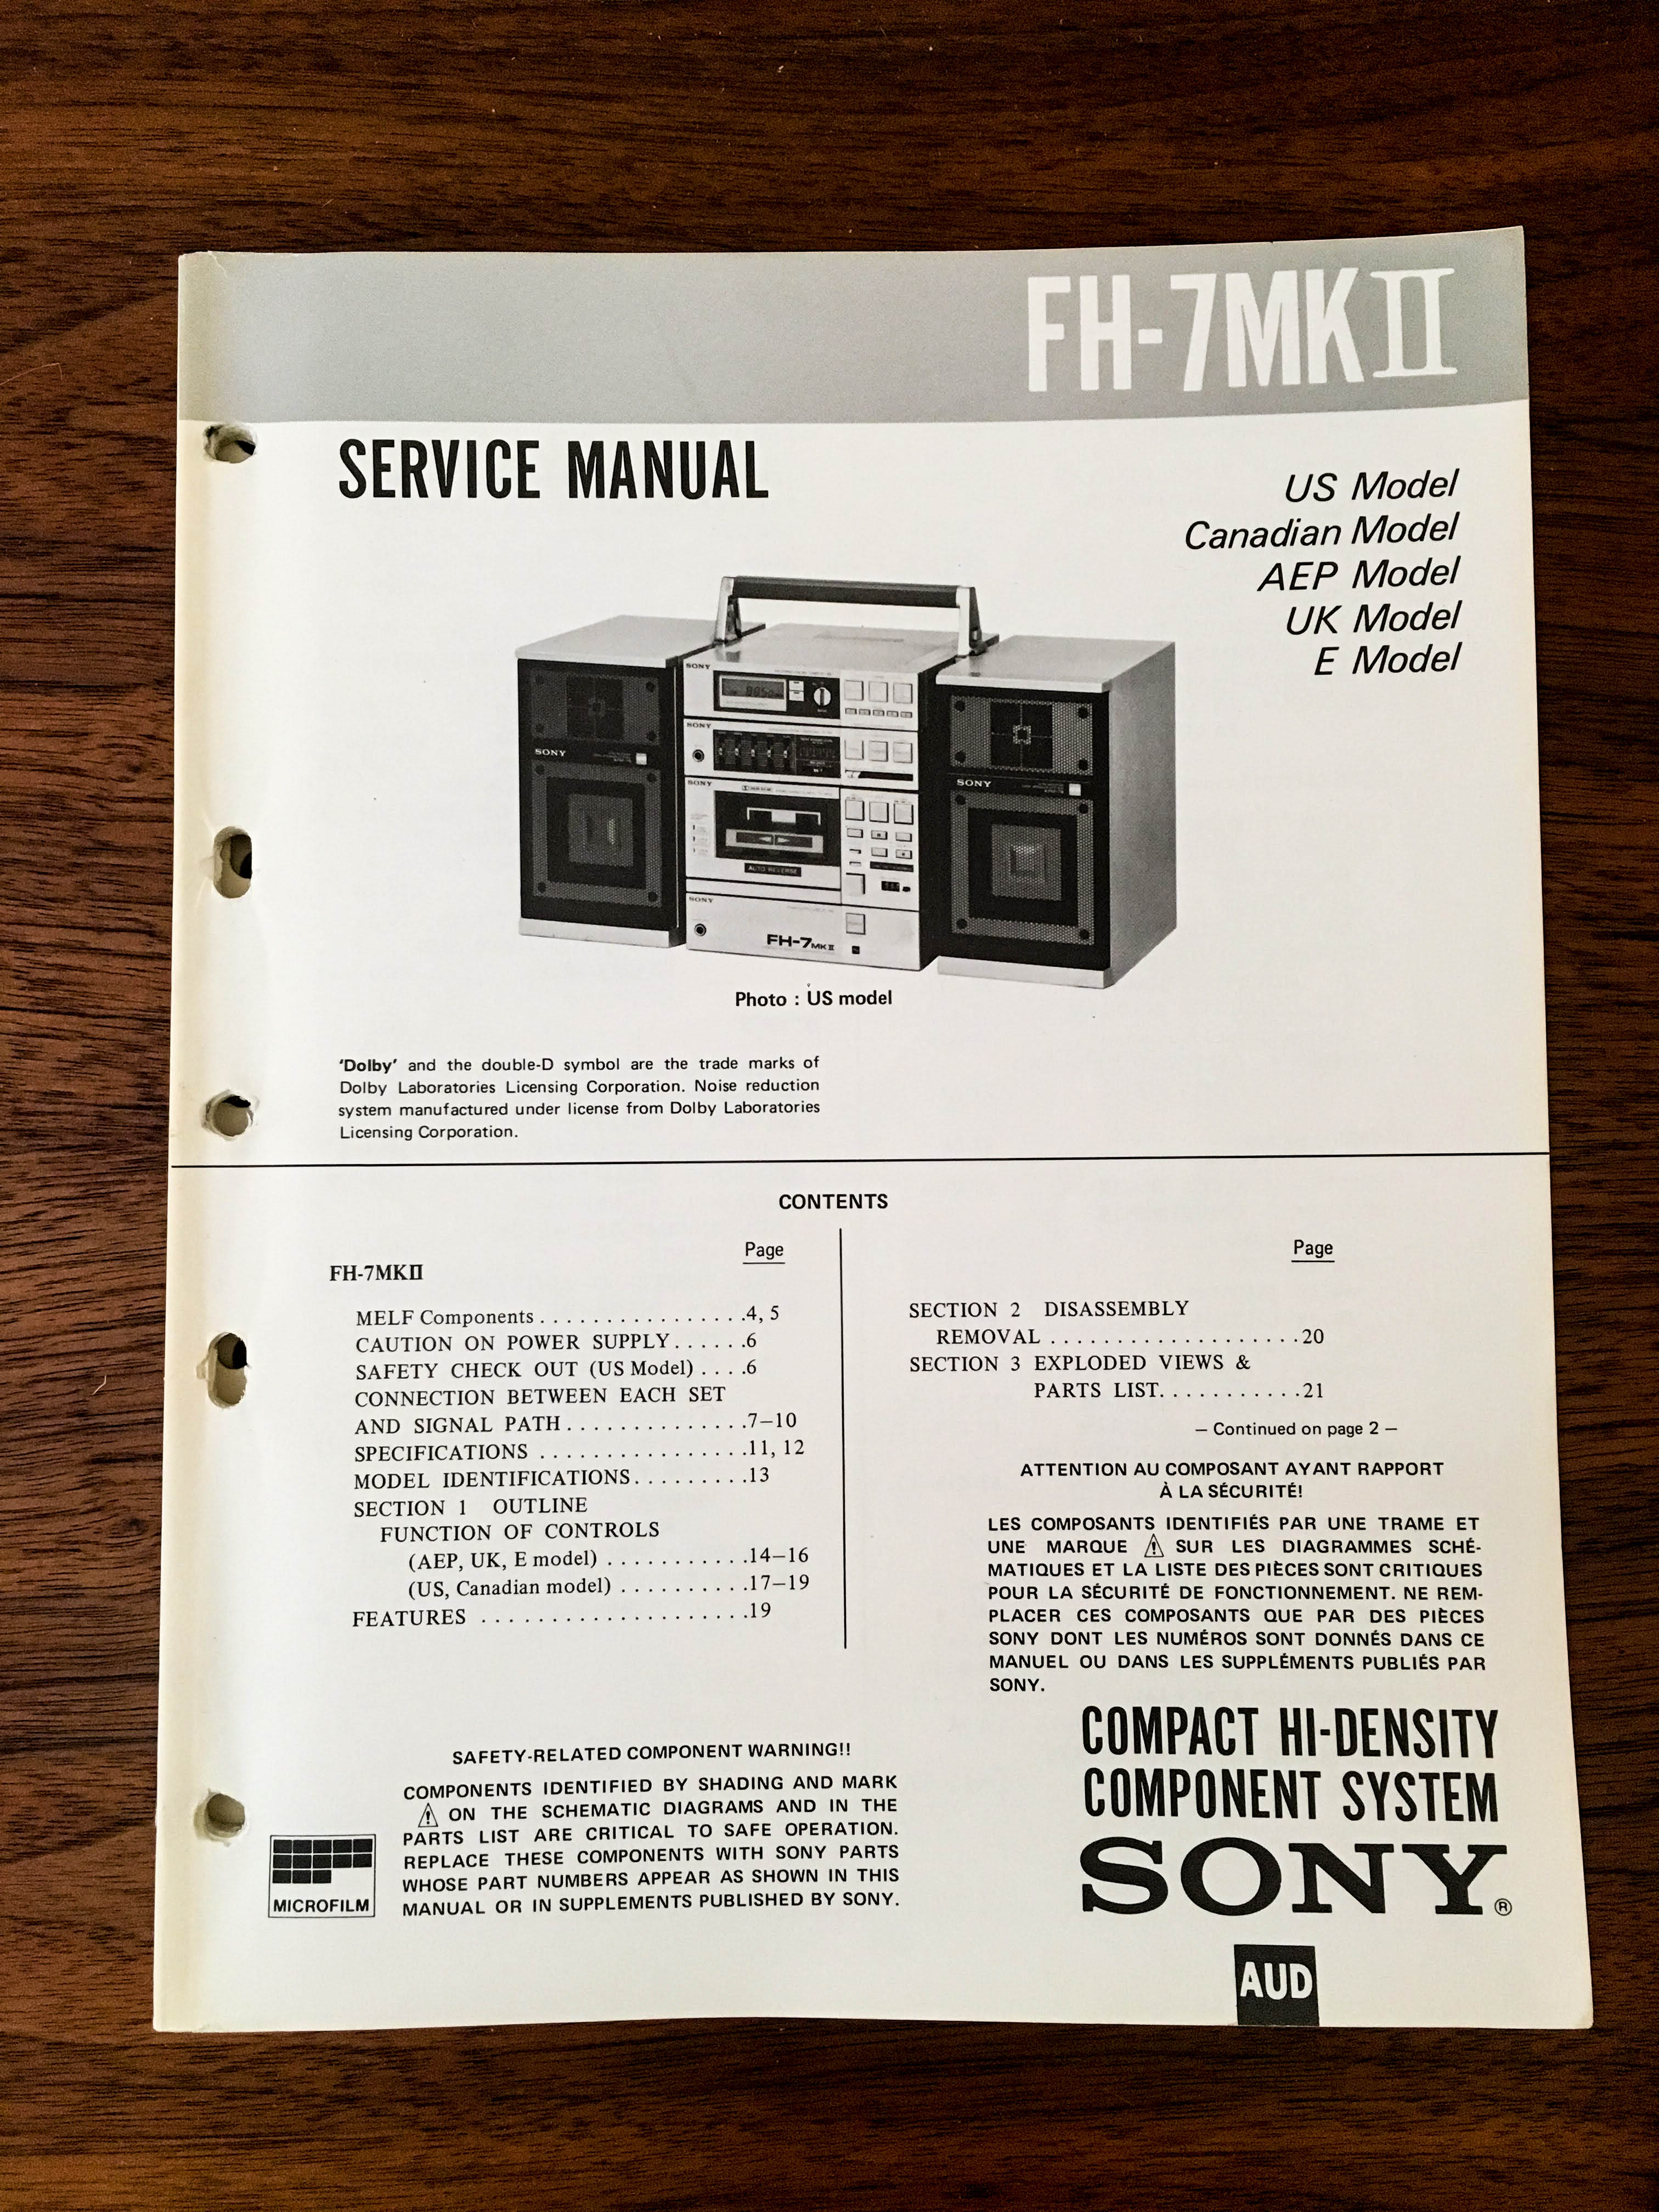 FH-7MKII
SERVICE MANUAL
US Model
Canadian Model
AEP Model
UK Model
E Model
SONY
SONY
SONY
SONY
SONY
SONY
AUTO REVERSE
FH-7MKII
Photo : US model
‘Dolby’ and the double-D symbol are the trade marks of
Dolby Laboratories Licensing Corporation. Noise reduction
system manufactured under license from Dolby Laboratories
Licensing Corporation.
CONTENTS
Page
FH-7MKII
MELF Components . . . . . . . . . . . . . . . .4, 5
CAUTION ON POWER SUPPLY. . . . . .6
SAFETY CHECK OUT (US Model) . . . .6
CONNECTION BETWEEN EACH SET
AND SIGNAL PATH . . . . . . . . . . . . . .7–10
SPECIFICATIONS . . . . . . . . . . . . . . . .11, 12
MODEL IDENTIFICATIONS. . . . . . . . .13
SECTION 1 OUTLINE
FUNCTION OF CONTROLS
(AEP, UK, E model) . . . . . . . . . . .14–16
(US, Canadian model) . . . . . . . . . .17–19
FEATURES . . . . . . . . . . . . . . . . . . . . .19
Page
SECTION 2 DISASSEMBLY
REMOVAL . . . . . . . . . . . . . . . . . . .20
SECTION 3 EXPLODED VIEWS &
PARTS LIST. . . . . . . . . . .21
– Continued on page 2 –
ATTENTION AU COMPOSANT AYANT RAPPORT
À LA SÉCURITÉ!
LES COMPOSANTS IDENTIFIÉS PAR UNE TRAME ET
UNE MARQUE ⚠ SUR LES DIAGRAMMES SCHÉ-
MATIQUES ET LA LISTE DES PIÈCES SONT CRITIQUES
POUR LA SÉCURITÉ DE FONCTIONNEMENT. NE REM-
PLACER CES COMPOSANTS QUE PAR DES PIÈCES
SONY DONT LES NUMÉROS SONT DONNÉS DANS CE
MANUEL OU DANS LES SUPPLÉMENTS PUBLIÉS PAR
SONY.
SAFETY-RELATED COMPONENT WARNING!!
COMPONENTS IDENTIFIED BY SHADING AND MARK
⚠ ON THE SCHEMATIC DIAGRAMS AND IN THE
PARTS LIST ARE CRITICAL TO SAFE OPERATION.
REPLACE THESE COMPONENTS WITH SONY PARTS
WHOSE PART NUMBERS APPEAR AS SHOWN IN THIS
MANUAL OR IN SUPPLEMENTS PUBLISHED BY SONY.
MICROFILM
COMPACT HI-DENSITY
COMPONENT SYSTEM
SONY®
AUD